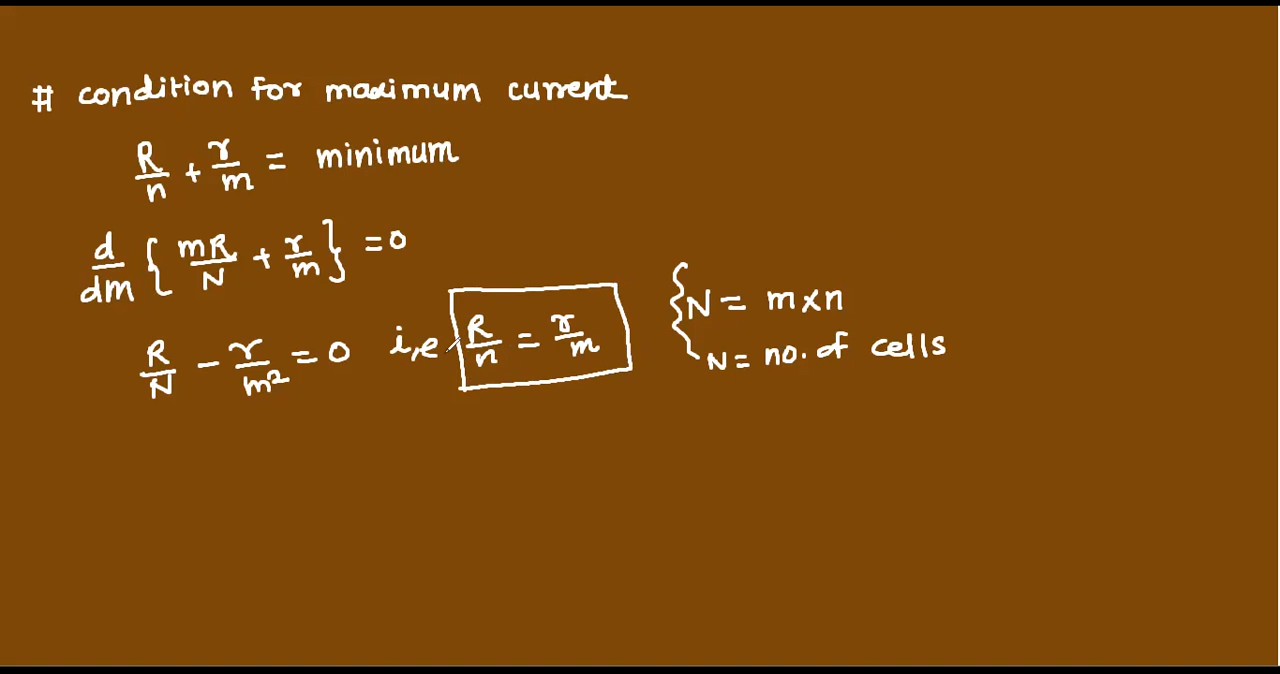 # condition for maximum current
R/n + r/m = minimum
d/dm { mR/N + r/m } = 0
R/N - r/m² = 0 i,e R/n = r/m
N = m×n
N = no. of cells